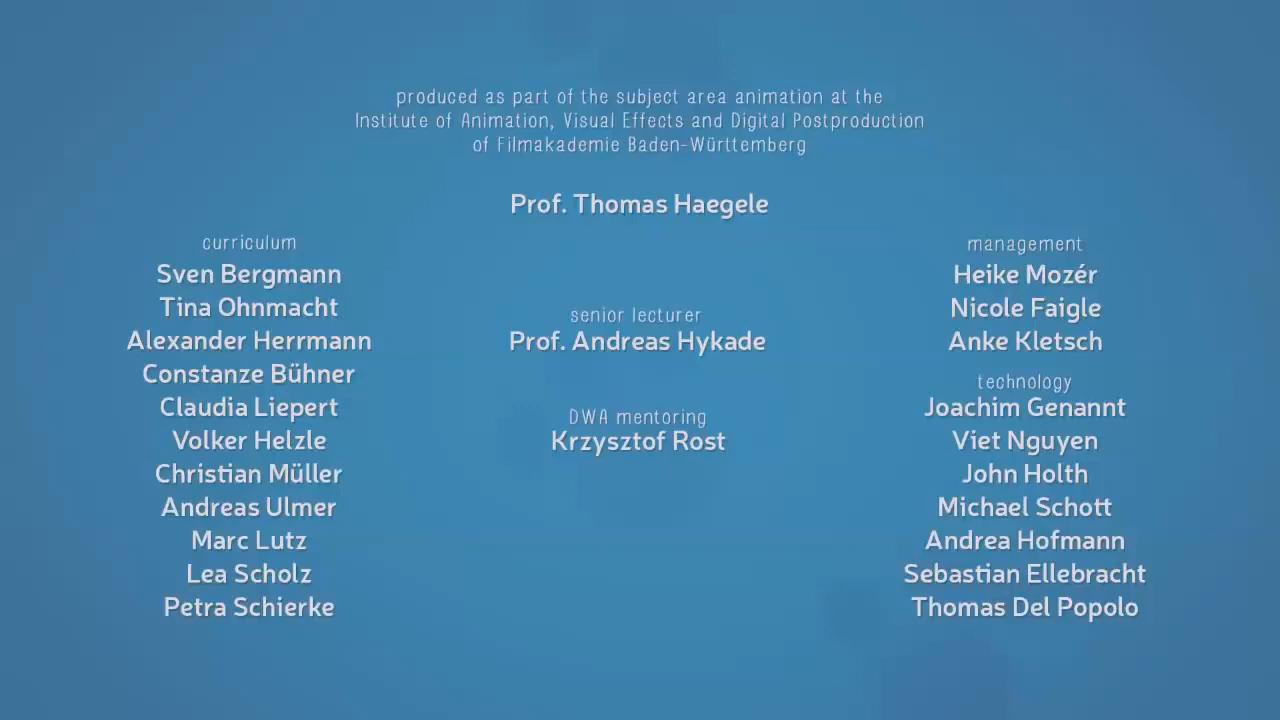 produced as part of the subject area animation at the
Institute of Animation, Visual Effects and Digital Postproduction
of Filmakademie Baden-Württemberg
Prof. Thomas Haegele
curriculum
Sven Bergmann
Tina Ohnmacht
Alexander Herrmann
Constanze Bühner
Claudia Liepert
Volker Helzle
Christian Müller
Andreas Ulmer
Marc Lutz
Lea Scholz
Petra Schierke
senior lecturer
Prof. Andreas Hykade
DWA mentoring
Krzysztof Rost
management
Heike Mozér
Nicole Faigle
Anke Kletsch
technology
Joachim Genannt
Viet Nguyen
John Holth
Michael Schott
Andrea Hofmann
Sebastian Ellebracht
Thomas Del Popolo